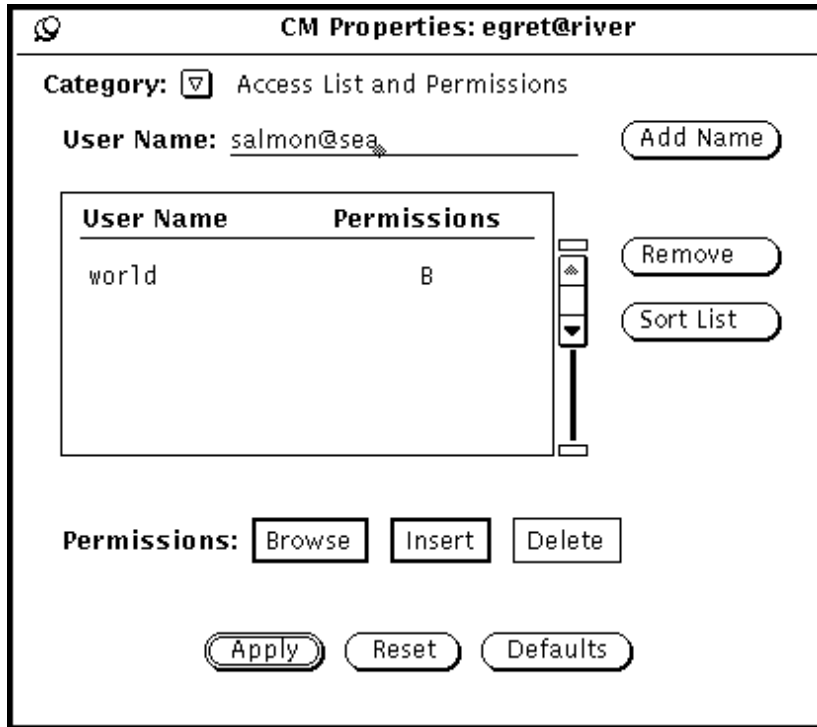 CM Properties: egret@river
Category: Access List and Permissions
User Name: salmon@sea Add Name
User Name Permissions
world B
Remove
Sort List
Permissions: Browse Insert Delete
Apply Reset Defaults